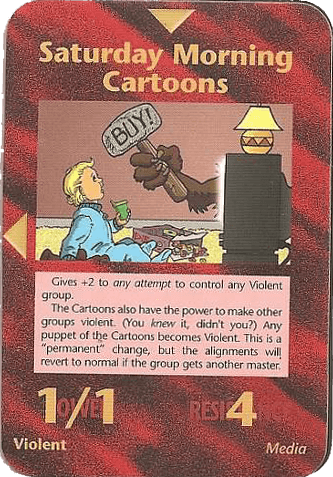 Saturday Morning
Cartoons
BUY!
Gives +2 to any attempt to control any Violent
group.
The Cartoons also have the power to make other
groups violent. (You knew it, didn't you?) Any
puppet of the Cartoons becomes Violent. This is a
"permanent" change, but the alignments will
revert to normal if the group gets another master.
POWER 1/1 RESIST 4
Violent Media